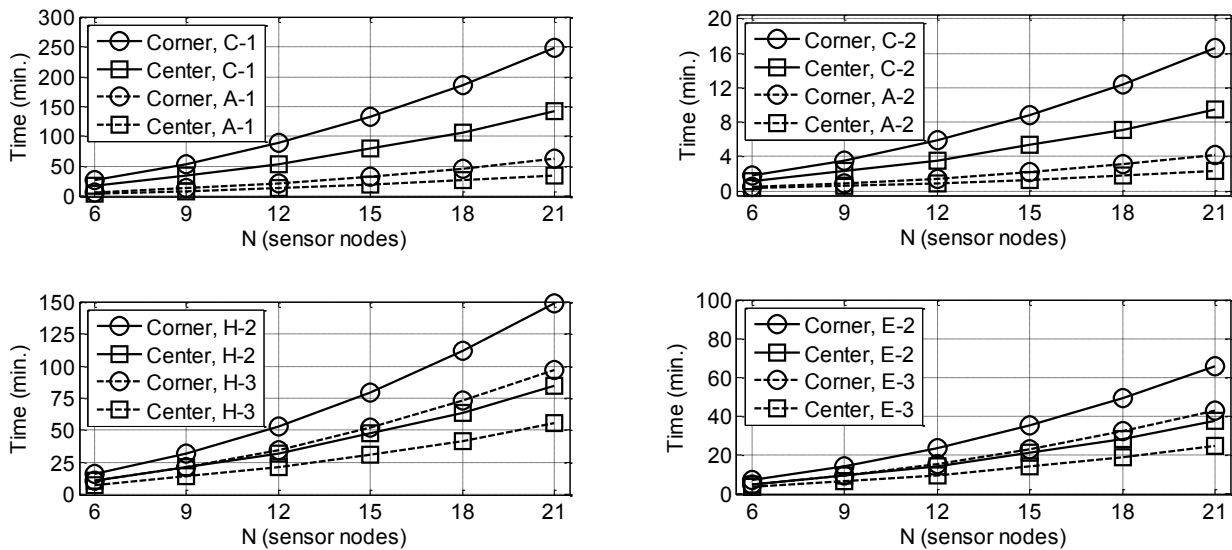 Time (min.)
300
250
200
150
100
50
0
Corner, C-1
Center, C-1
Corner, A-1
Center, A-1
6 9 12 15 18 21
N (sensor nodes)
Time (min.)
20
16
12
8
4
0
Corner, C-2
Center, C-2
Corner, A-2
Center, A-2
6 9 12 15 18 21
N (sensor nodes)
Time (min.)
150
125
100
75
50
25
0
Corner, H-2
Center, H-2
Corner, H-3
Center, H-3
6 9 12 15 18 21
N (sensor nodes)
Time (min.)
100
80
60
40
20
0
Corner, E-2
Center, E-2
Corner, E-3
Center, E-3
6 9 12 15 18 21
N (sensor nodes)